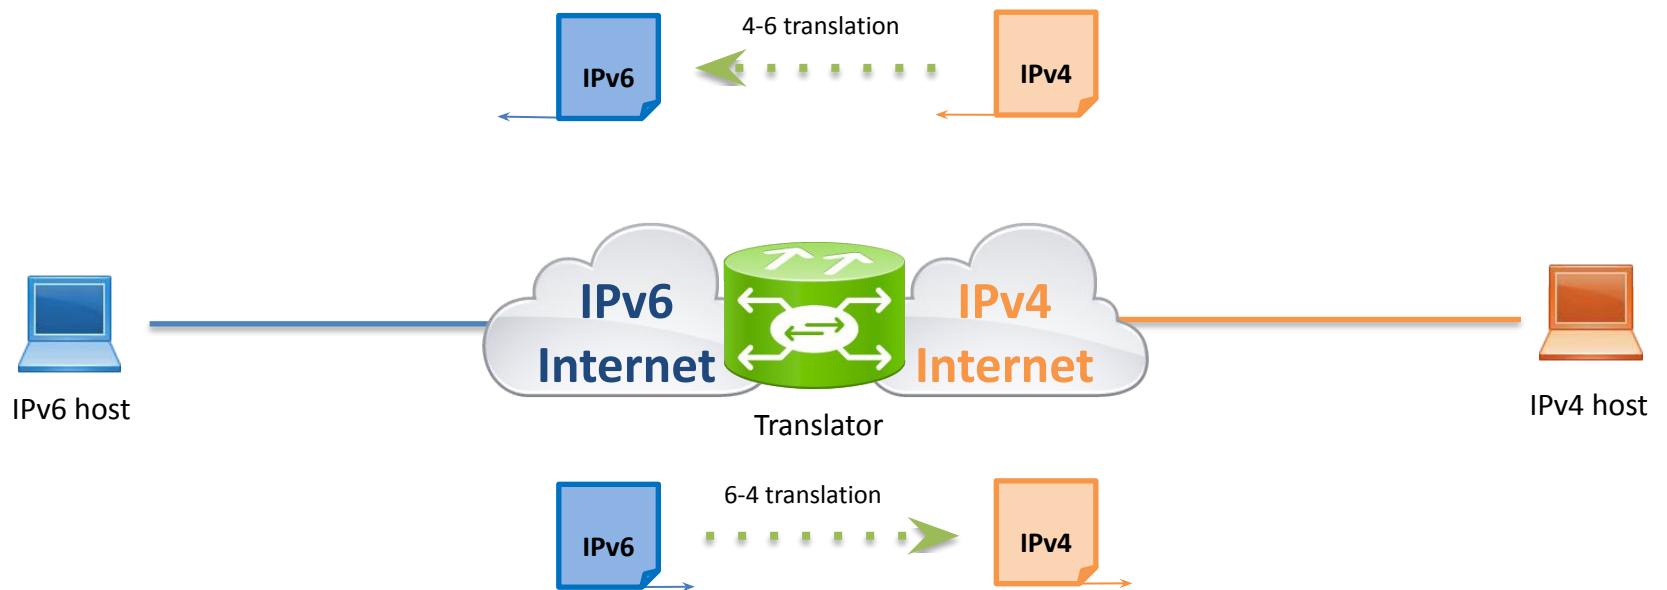 4-6 translation
IPv6
IPv4
IPv6
Internet
IPv4
Internet
IPv6 host
Translator
IPv4 host
6-4 translation
IPv6
IPv4